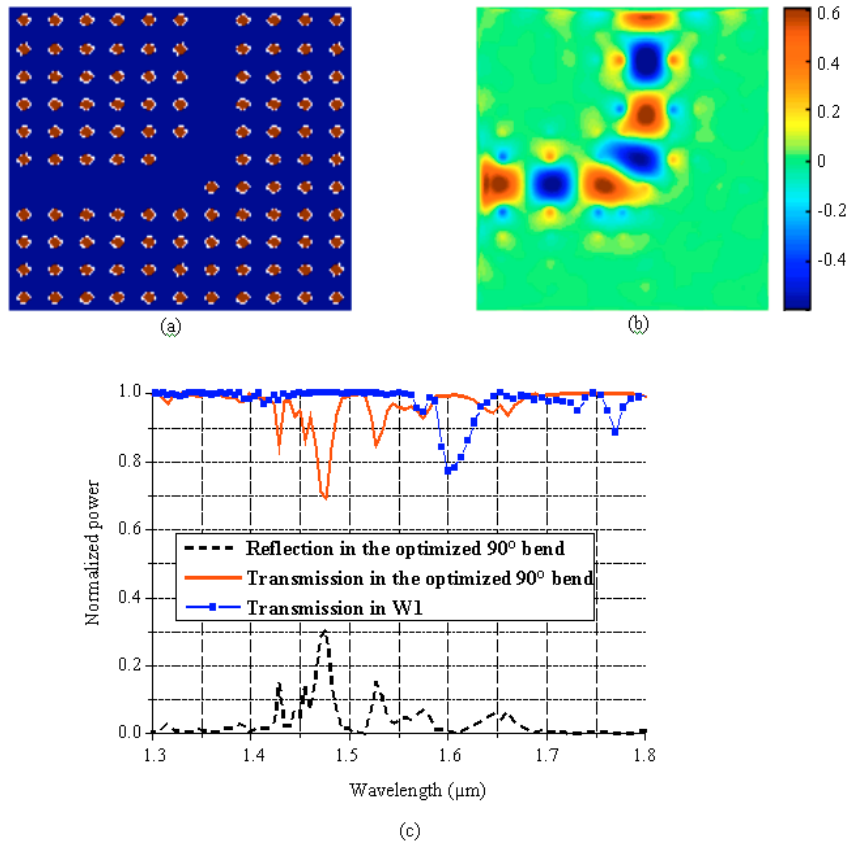 0.6
0.4
0.2
0
-0.2
-0.4
(a)
(b)
1.0
0.8
0.6
0.4
0.2
0.0
Normalized power
Reflection in the optimized 90° bend
Transmission in the optimized 90° bend
Transmission in W1
1.3
1.4
1.5
1.6
1.7
1.8
Wavelength (μm)
(c)